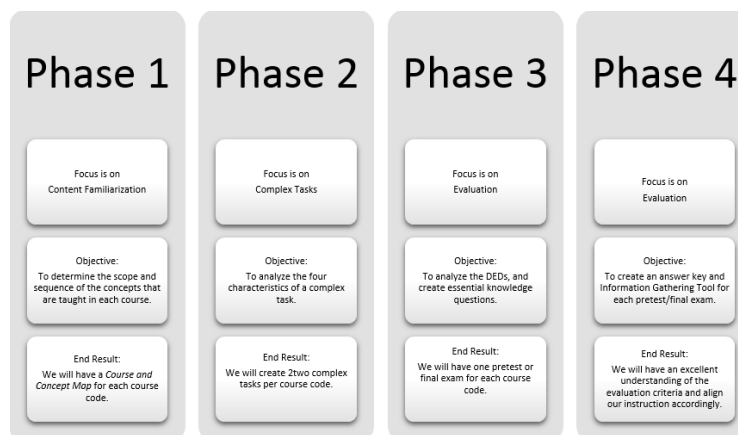 Phase 1
Focus is on
Content Familiarization
Objective:
To determine the scope and
sequence of the concepts that
are taught in each course.
End Result:
We will have a Course and
Concept Map for each course
code.
Phase 2
Focus is on
Complex Tasks
Objective:
To analyze the four
characteristics of a complex
task.
End Result:
We will create 2two complex
tasks per course code.
Phase 3
Focus is on
Evaluation
Objective:
To analyze the DEDs, and
create essential knowledge
questions.
End Result:
We will have one pretest or
final exam for each course
code.
Phase 4
Focus is on
Evaluation
Objective:
To create an answer key and
Information Gathering Tool for
each pretest/final exam.
End Result:
We will have an excellent
understanding of the
evaluation criteria and align
our instruction accordingly.